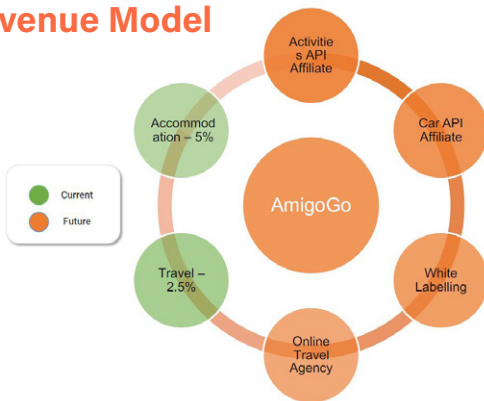 venue Model
Activitie
s API
Affiliate
Accommod
ation – 5%
Car API
Affiliate
AmigoGo
Current
Future
Travel –
2.5%
White
Labelling
Online
Travel
Agency